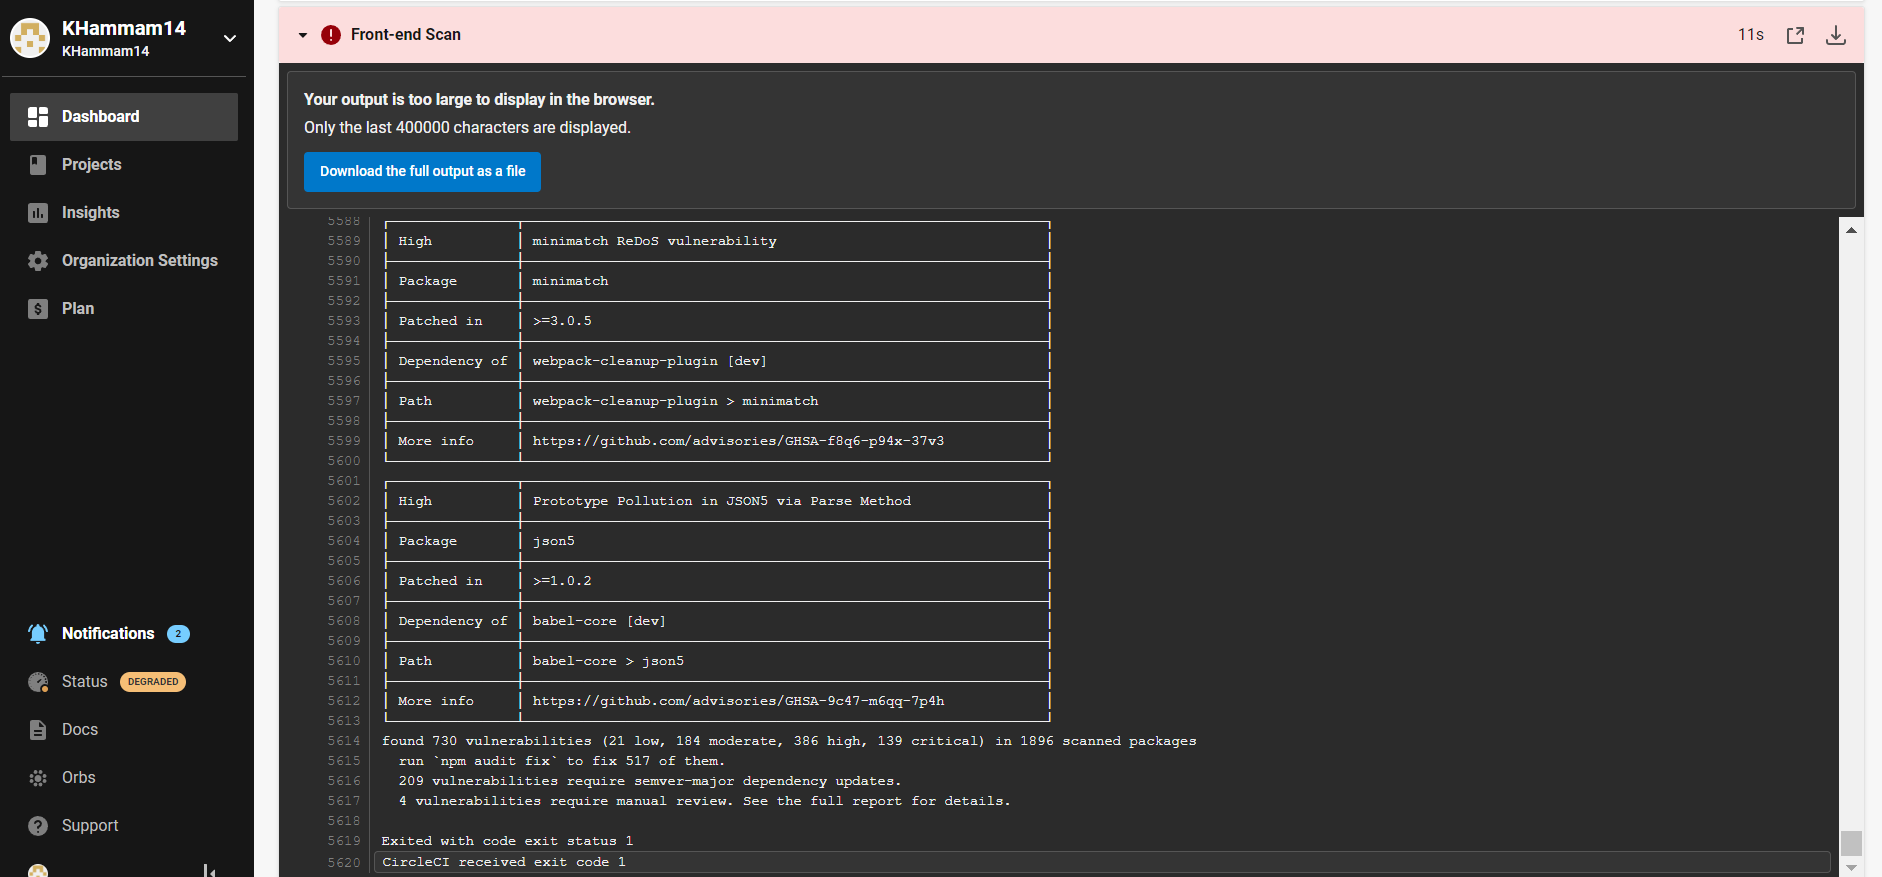 KHammam14
KHammam14
Dashboard
Projects
Insights
Organization Settings
$ Plan
Notifications 2
Status DEGRADED
Docs
Orbs
? Support
! Front-end Scan 11s
Your output is too large to display in the browser.
Only the last 400000 characters are displayed.
Download the full output as a file
5588
5589 High minimatch ReDoS vulnerability
5590
5591 Package minimatch
5592
5593 Patched in >=3.0.5
5594
5595 Dependency of webpack-cleanup-plugin [dev]
5596
5597 Path webpack-cleanup-plugin > minimatch
5598
5599 More info https://github.com/advisories/GHSA-f8q6-p94x-37v3
5600
5601
5602 High Prototype Pollution in JSON5 via Parse Method
5603
5604 Package json5
5605
5606 Patched in >=1.0.2
5607
5608 Dependency of babel-core [dev]
5609
5610 Path babel-core > json5
5611
5612 More info https://github.com/advisories/GHSA-9c47-m6qq-7p4h
5613
5614 found 730 vulnerabilities (21 low, 184 moderate, 386 high, 139 critical) in 1896 scanned packages
5615 run `npm audit fix` to fix 517 of them.
5616 209 vulnerabilities require semver-major dependency updates.
5617 4 vulnerabilities require manual review. See the full report for details.
5618
5619 Exited with code exit status 1
5620 CircleCI received exit code 1